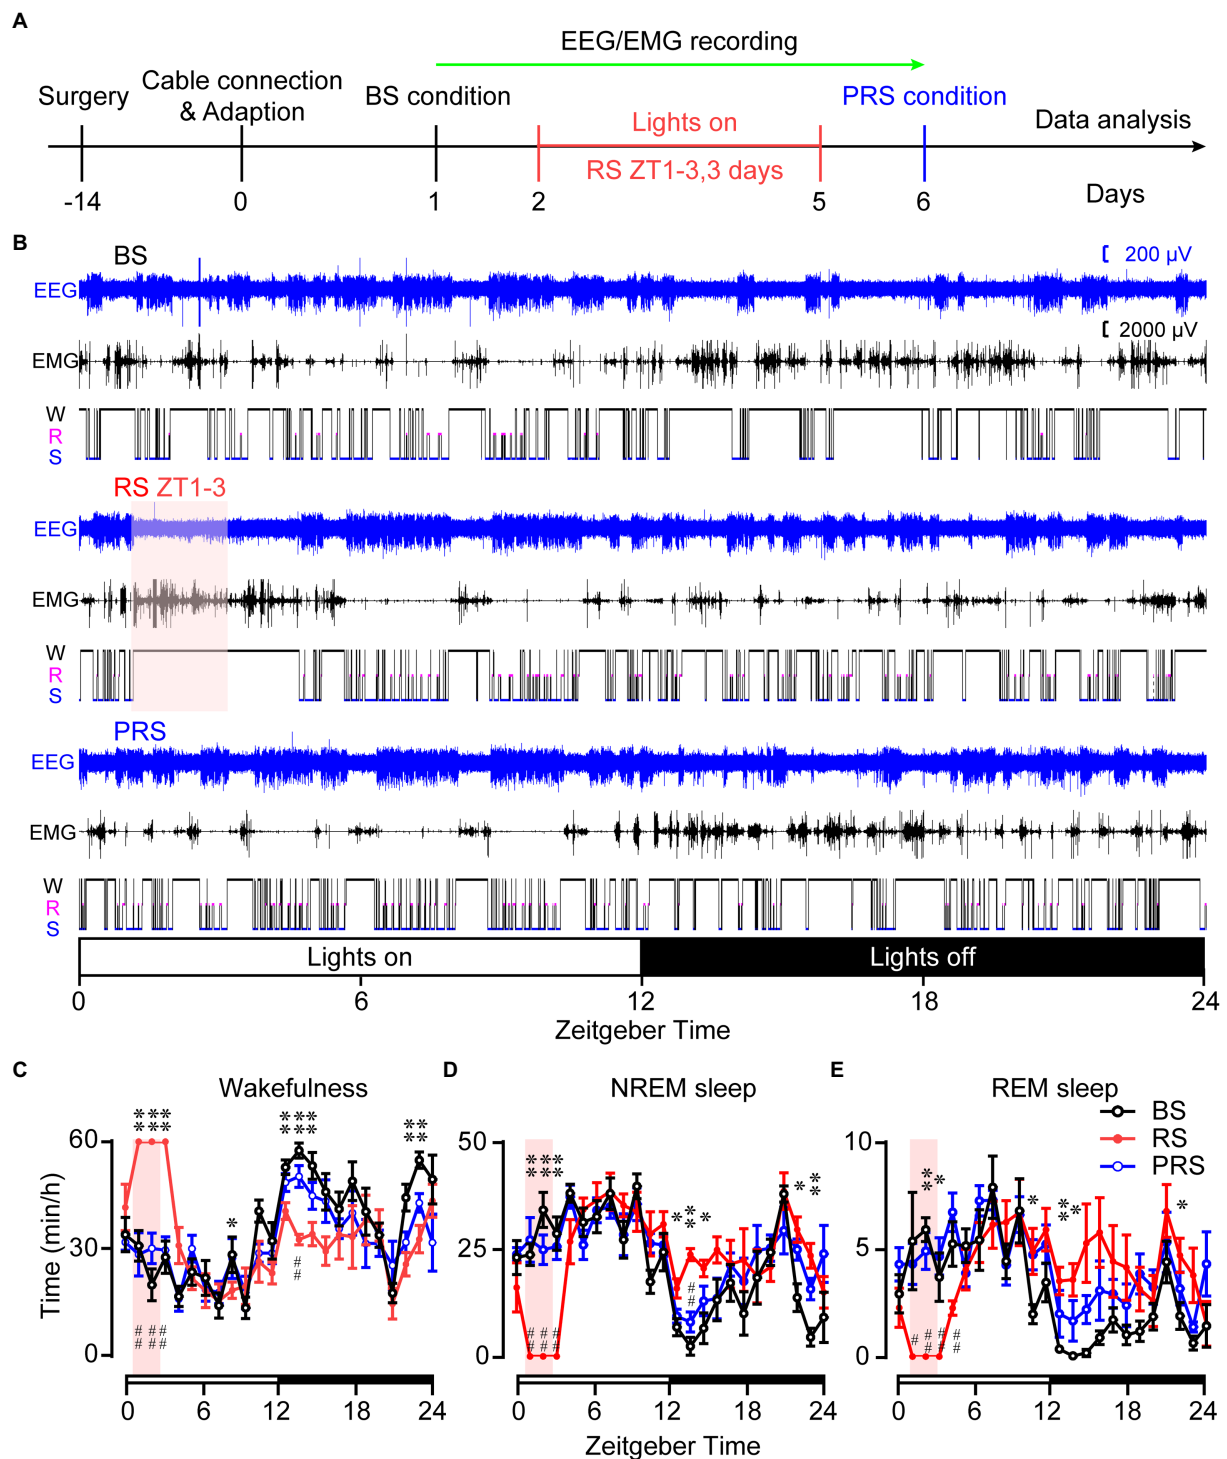 A
EEG/EMG recording
Surgery
Cable connection
& Adaption
BS condition
PRS condition
Lights on
Data analysis
RS ZT1-3,3 days
-14
0
1
2
5
6
Days
B
BS
200 µV
EEG
2000 µV
EMG
W
R
S
RS ZT1-3
EEG
EMG
W
R
S
PRS
EEG
EMG
W
R
S
Lights on
Lights off
0 6 12 18 24
Zeitgeber Time
C
Wakefulness
Time (min/h)
60
30
0
** ** **
*
** ** **
** **
## ## ##
##
0 6 12 18 24
D
NREM sleep
50
25
0
** ** **
* ** *
* **
## ## ##
##
0 6 12 18 24
Zeitgeber Time
E
REM sleep
BS
RS
PRS
10
5
0
** *
*
** *
*
# ## # ##
0 6 12 18 24